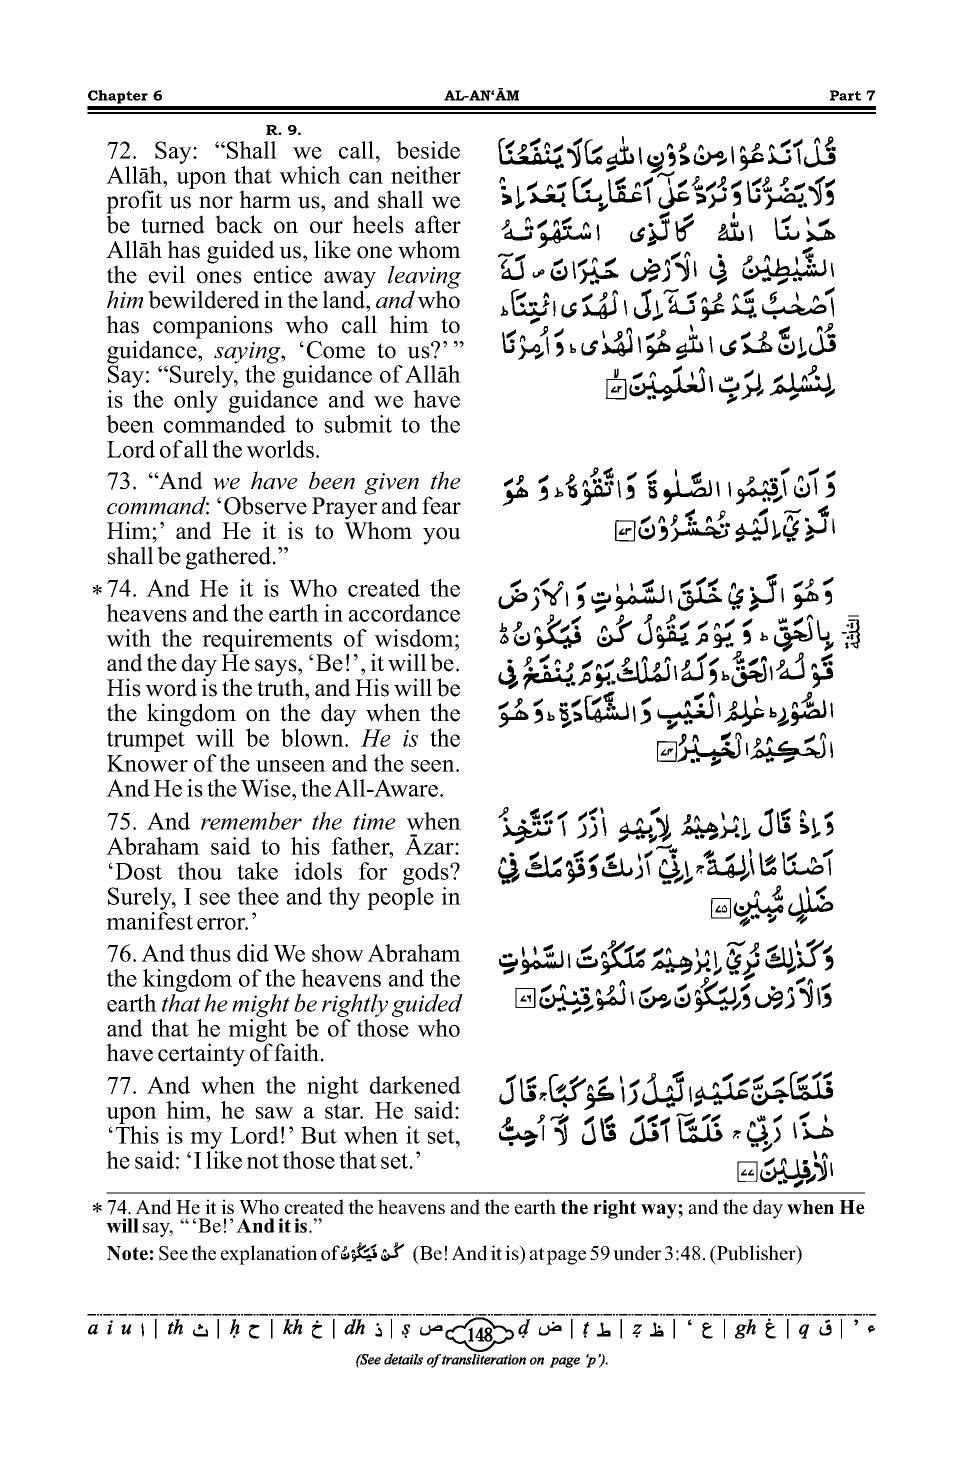 Chapter 6 AL-AN‘ĀM Part 7
R. 9.
72. Say: “Shall we call, beside
Allāh, upon that which can neither
profit us nor harm us, and shall we
be turned back on our heels after
Allāh has guided us, like one whom
the evil ones entice away leaving
him bewildered in the land, and who
has companions who call him to
guidance, saying, ‘Come to us?’ ”
Say: “Surely, the guidance of Allāh
is the only guidance and we have
been commanded to submit to the
Lord of all the worlds.
قُلْ اَنَدْعُوْا مِنْ دُوْنِ اللّٰهِ مَا لَا يَنْفَعُنَا
وَلَا يَضُرُّنَا وَنُرَدُّ عَلٰٓى اَعْقَابِنَا بَعْدَ اِذْ
هَدٰىنَا اللّٰهُ كَالَّذِى اسْتَهْوَتْهُ
الشَّيٰطِيْنُ فِى الْاَرْضِ حَيْرَانَ ۪ لَهٗٓ
اَصْحٰبٌ يَّدْعُوْنَهٗٓ اِلَى الْهُدَى ائْتِنَا ؕ
قُلْ اِنَّ هُدَى اللّٰهِ هُوَ الْهُدٰى ؕ وَاُمِرْنَا
لِنُسْلِمَ لِرَبِّ الْعٰلَمِيْنَ ۙ ﴿۷۲﴾
73. “And we have been given the
command: ‘Observe Prayer and fear
Him;’ and He it is to Whom you
shall be gathered.”
وَ اَنْ اَقِيْمُوا الصَّلٰوةَ وَاتَّقُوْهُ ؕ وَ هُوَ
الَّذِيْٓ اِلَيْهِ تُحْشَرُوْنَ ﴿۷۳﴾
* 74. And He it is Who created the
heavens and the earth in accordance
with the requirements of wisdom;
and the day He says, ‘Be!’, it will be.
His word is the truth, and His will be
the kingdom on the day when the
trumpet will be blown. He is the
Knower of the unseen and the seen.
And He is the Wise, the All-Aware.
وَهُوَ الَّذِيْ خَلَقَ السَّمٰوٰتِ وَالْاَرْضَ
بِالْحَقِّ ؕ وَ يَوْمَ يَقُوْلُ كُنْ فَيَكُوْنُ ؕ
قَوْلُهُ الْحَقُّ ؕ وَلَهُ الْمُلْكُ يَوْمَ يُنْفَخُ فِى
الصُّوْرِ ؕ عٰلِمُ الْغَيْبِ وَالشَّهَادَةِ ؕ وَهُوَ
الْحَكِيْمُ الْخَبِيْرُ ﴿۷۴﴾
75. And remember the time when
Abraham said to his father, Āzar:
‘Dost thou take idols for gods?
Surely, I see thee and thy people in
manifest error.’
وَاِذْ قَالَ اِبْرٰهِيْمُ لِاَبِيْهِ اٰزَرَ اَتَتَّخِذُ
اَصْنَامًا اٰلِهَةً ۚ اِنِّيْٓ اَرٰىكَ وَقَوْمَكَ فِيْ
ضَلٰلٍ مُّبِيْنٍ ﴿۷۵﴾
76. And thus did We show Abraham
the kingdom of the heavens and the
earth that he might be rightly guided
and that he might be of those who
have certainty of faith.
وَكَذٰلِكَ نُرِيْٓ اِبْرٰهِيْمَ مَلَكُوْتَ السَّمٰوٰتِ
وَالْاَرْضِ وَلِيَكُوْنَ مِنَ الْمُوْقِنِيْنَ ﴿۷۶﴾
77. And when the night darkened
upon him, he saw a star. He said:
‘This is my Lord!’ But when it set,
he said: ‘I like not those that set.’
فَلَمَّا جَنَّ عَلَيْهِ الَّيْلُ رَاٰ كَوْكَبًا ۚ قَالَ
هٰذَا رَبِّيْ ۚ فَلَمَّآ اَفَلَ قَالَ لَآ اُحِبُّ
الْاٰفِلِيْنَ ﴿۷۷﴾
* 74. And He it is Who created the heavens and the earth the right way; and the day when He
will say, “ ‘Be!’ And it is.”
Note: See the explanation of كُنْ فَيَكُوْنُ (Be! And it is) at page 59 under 3:48. (Publisher)
a i u ا | th ث | ḥ ح | kh خ | dh ذ | ṣ ص 148 ḍ ض | ṭ ط | ẓ ظ | ‘ ع | gh غ | q ق | ’ ء
(See details of transliteration on page ‘p’).